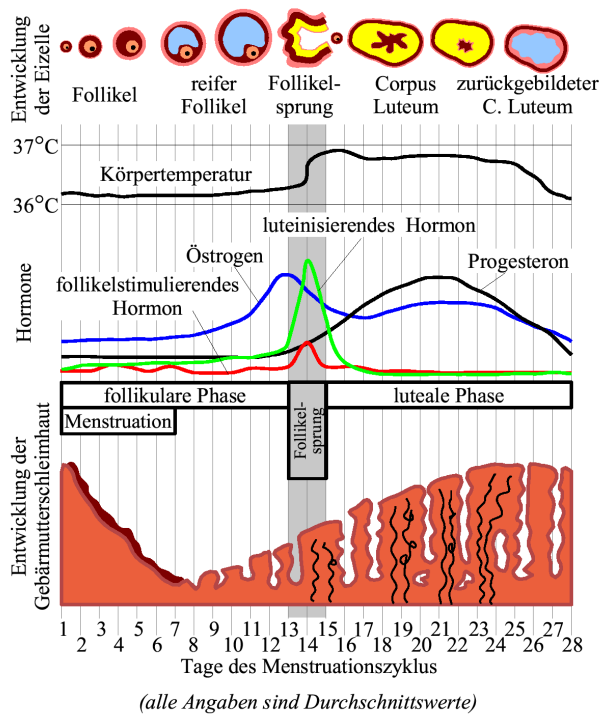 Entwicklung
der Eizelle
Follikel
reifer
Follikel
Follikel-
sprung
Corpus
Luteum
zurückgebildeter
C. Luteum
37°C
Körpertemperatur
36°C
Hormone
luteinisierendes Hormon
Östrogen
Progesteron
follikelstimulierendes
Hormon
follikulare Phase
Follikel-
sprung
luteale Phase
Menstruation
Entwicklung der
Gebärmutterschleimhaut
1 3 5 7 9 11 13 15 17 19 21 23 25 27
2 4 6 8 10 12 14 16 18 20 22 24 26 28
Tage des Menstruationszyklus
(alle Angaben sind Durchschnittswerte)